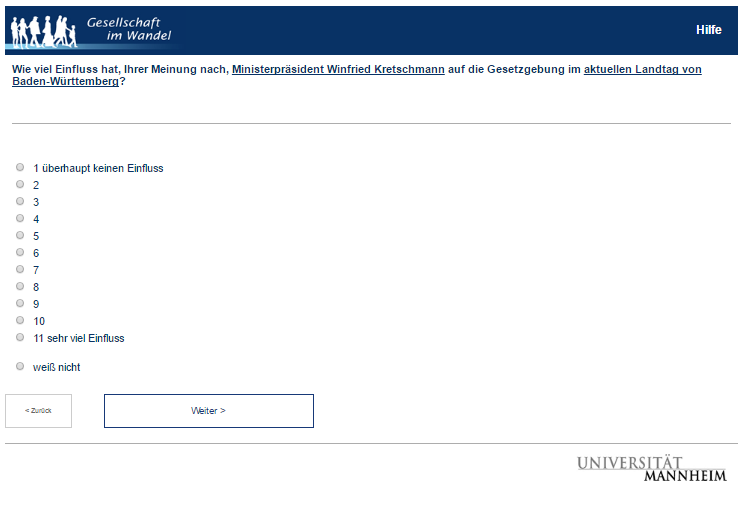 Gesellschaft
im Wandel
Hilfe
Wie viel Einfluss hat, Ihrer Meinung nach, Ministerpräsident Winfried Kretschmann auf die Gesetzgebung im aktuellen Landtag von
Baden-Württemberg?
1 überhaupt keinen Einfluss
2
3
4
5
6
7
8
9
10
11 sehr viel Einfluss
weiß nicht
< Zurück
Weiter >
UNIVERSITÄT
MANNHEIM